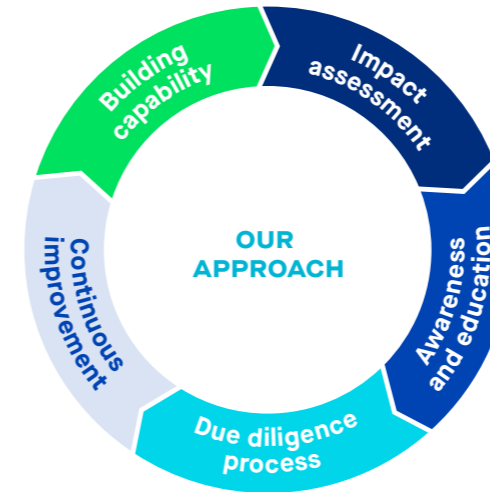 Building
capability
Impact
assessment
OUR
APPROACH
Awareness
and education
Continuous
improvement
Due diligence
process